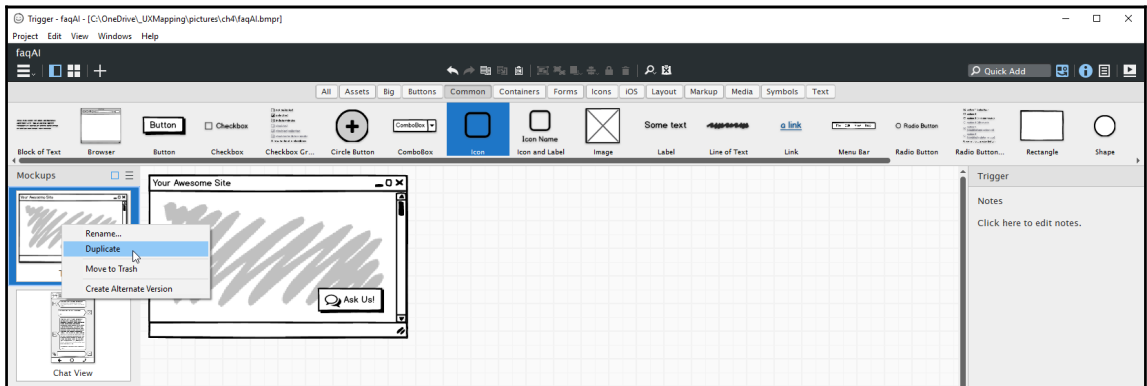 Trigger - faqAI - [C:\OneDrive\_UXMapping\pictures\ch4\faqAI.bmpr]
Project Edit View Windows Help
faqAI
Quick Add
All Assets Big Buttons Common Containers Forms Icons iOS Layout Markup Media Symbols Text
Button Checkbox ComboBox Icon Name Some text a link Radio Button
Block of Text Browser Button Checkbox Checkbox Gr... Circle Button ComboBox Icon Icon and Label Image Label Line of Text Link Menu Bar Radio Button Radio Button... Rectangle Shape
Mockups
Your Awesome Site
Rename...
Duplicate
Move to Trash
Create Alternate Version
Chat View
Your Awesome Site
Ask Us!
Trigger
Notes
Click here to edit notes.